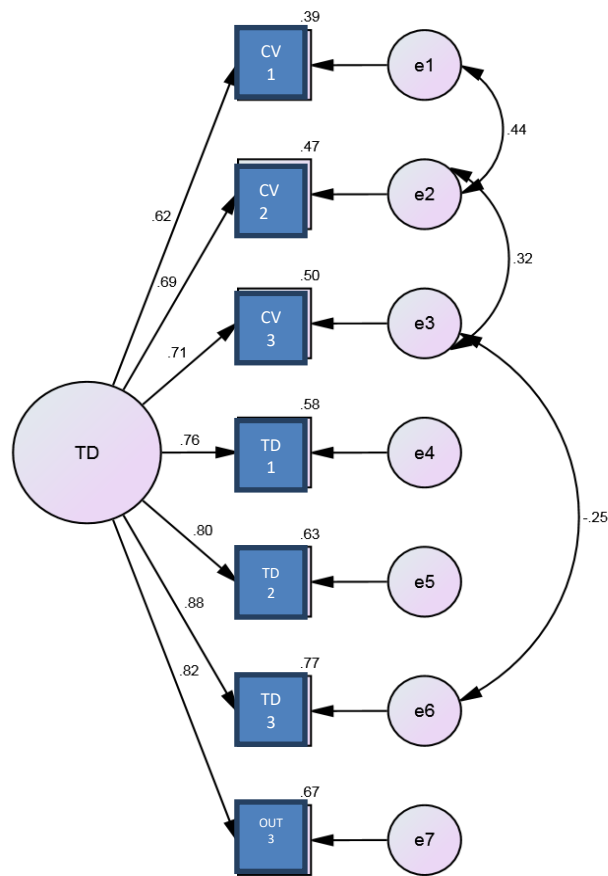 .39
CV
1
e1
.44
.47
CV
2
e2
.62
.32
.69
.50
CV
3
e3
.71
.58
TD
.76
TD
1
e4
-.25
.80
.63
TD
2
e5
.88
.77
.82
TD
3
e6
.67
OUT
3
e7